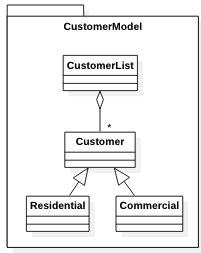 CustomerModel
CustomerList
*
Customer
Residential
Commercial